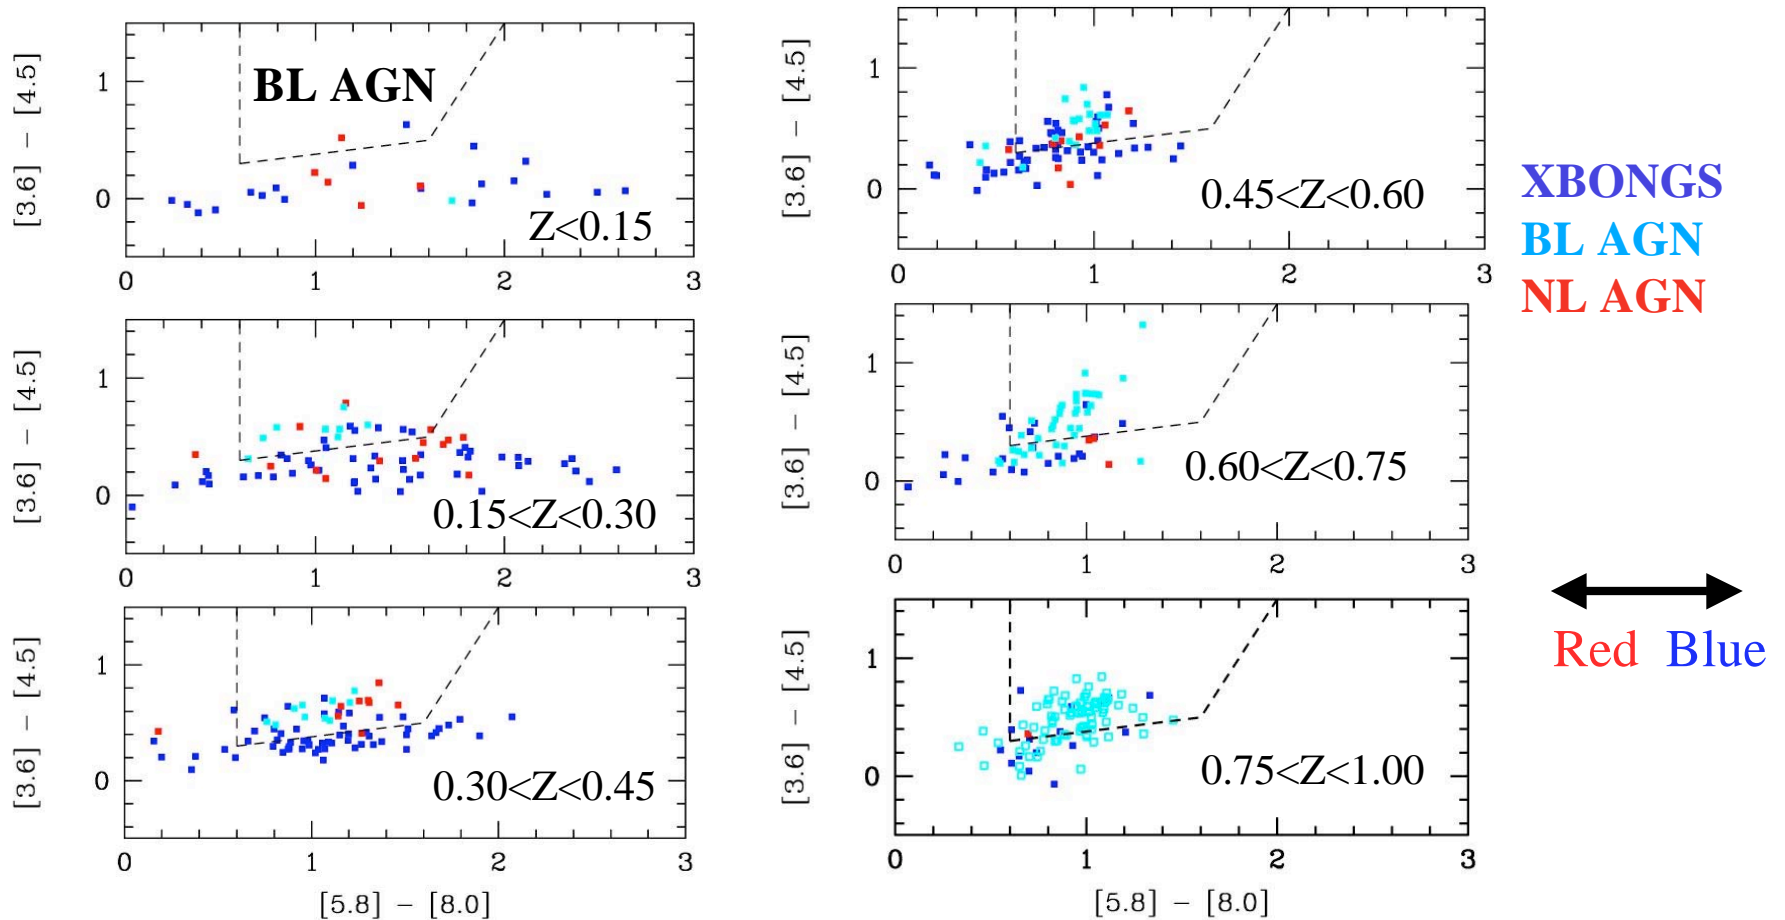 [3.6] – [4.5]
1
0
BL AGN
Z<0.15
0 1 2 3
[3.6] – [4.5]
1
0
0.15<Z<0.30
0 1 2 3
[3.6] – [4.5]
1
0
0.30<Z<0.45
0 1 2 3
[5.8] – [8.0]
[3.6] – [4.5]
1
0
0.45<Z<0.60
0 1 2 3
[3.6] – [4.5]
1
0
0.60<Z<0.75
0 1 2 3
[3.6] – [4.5]
1
0
0.75<Z<1.00
0 1 2 3
[5.8] – [8.0]
XBONGS
BL AGN
NL AGN
Red Blue